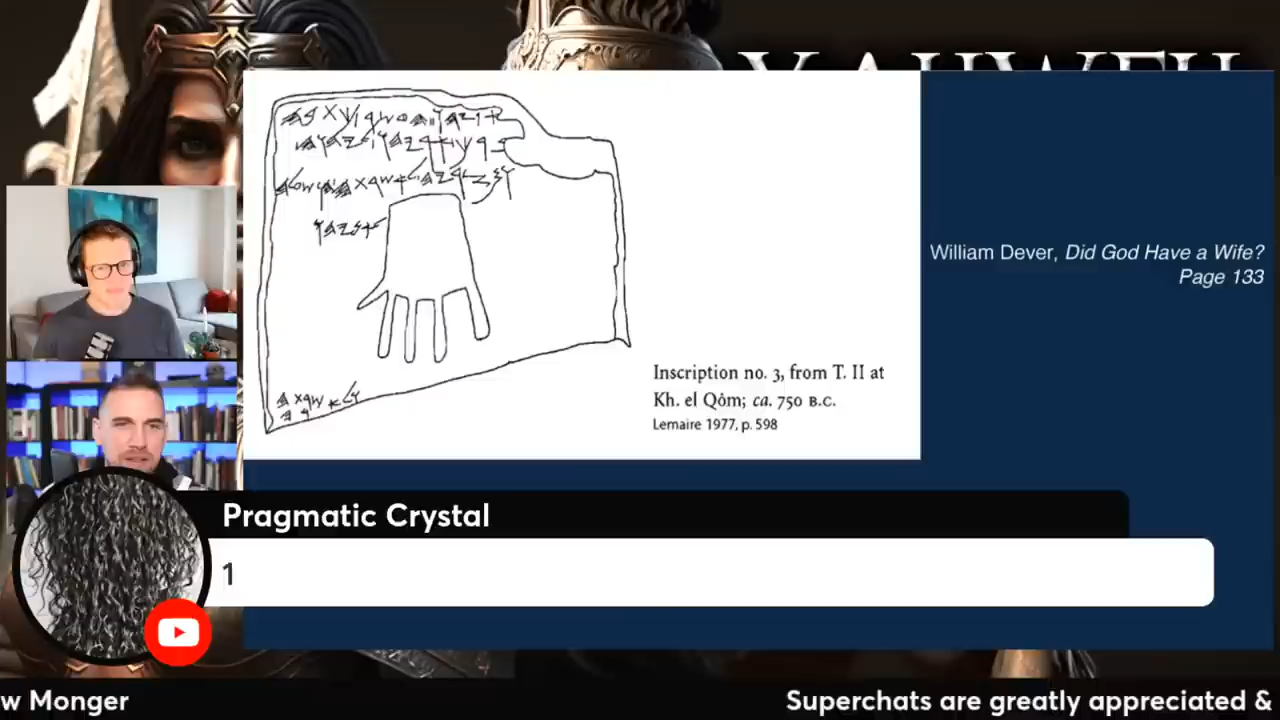 YAHWEH
William Dever, Did God Have a Wife?
Page 133
Inscription no. 3, from T. II at
Kh. el Qôm; ca. 750 B.C.
Lemaire 1977, p. 598
Pragmatic Crystal
1
w Monger
Superchats are greatly appreciated &